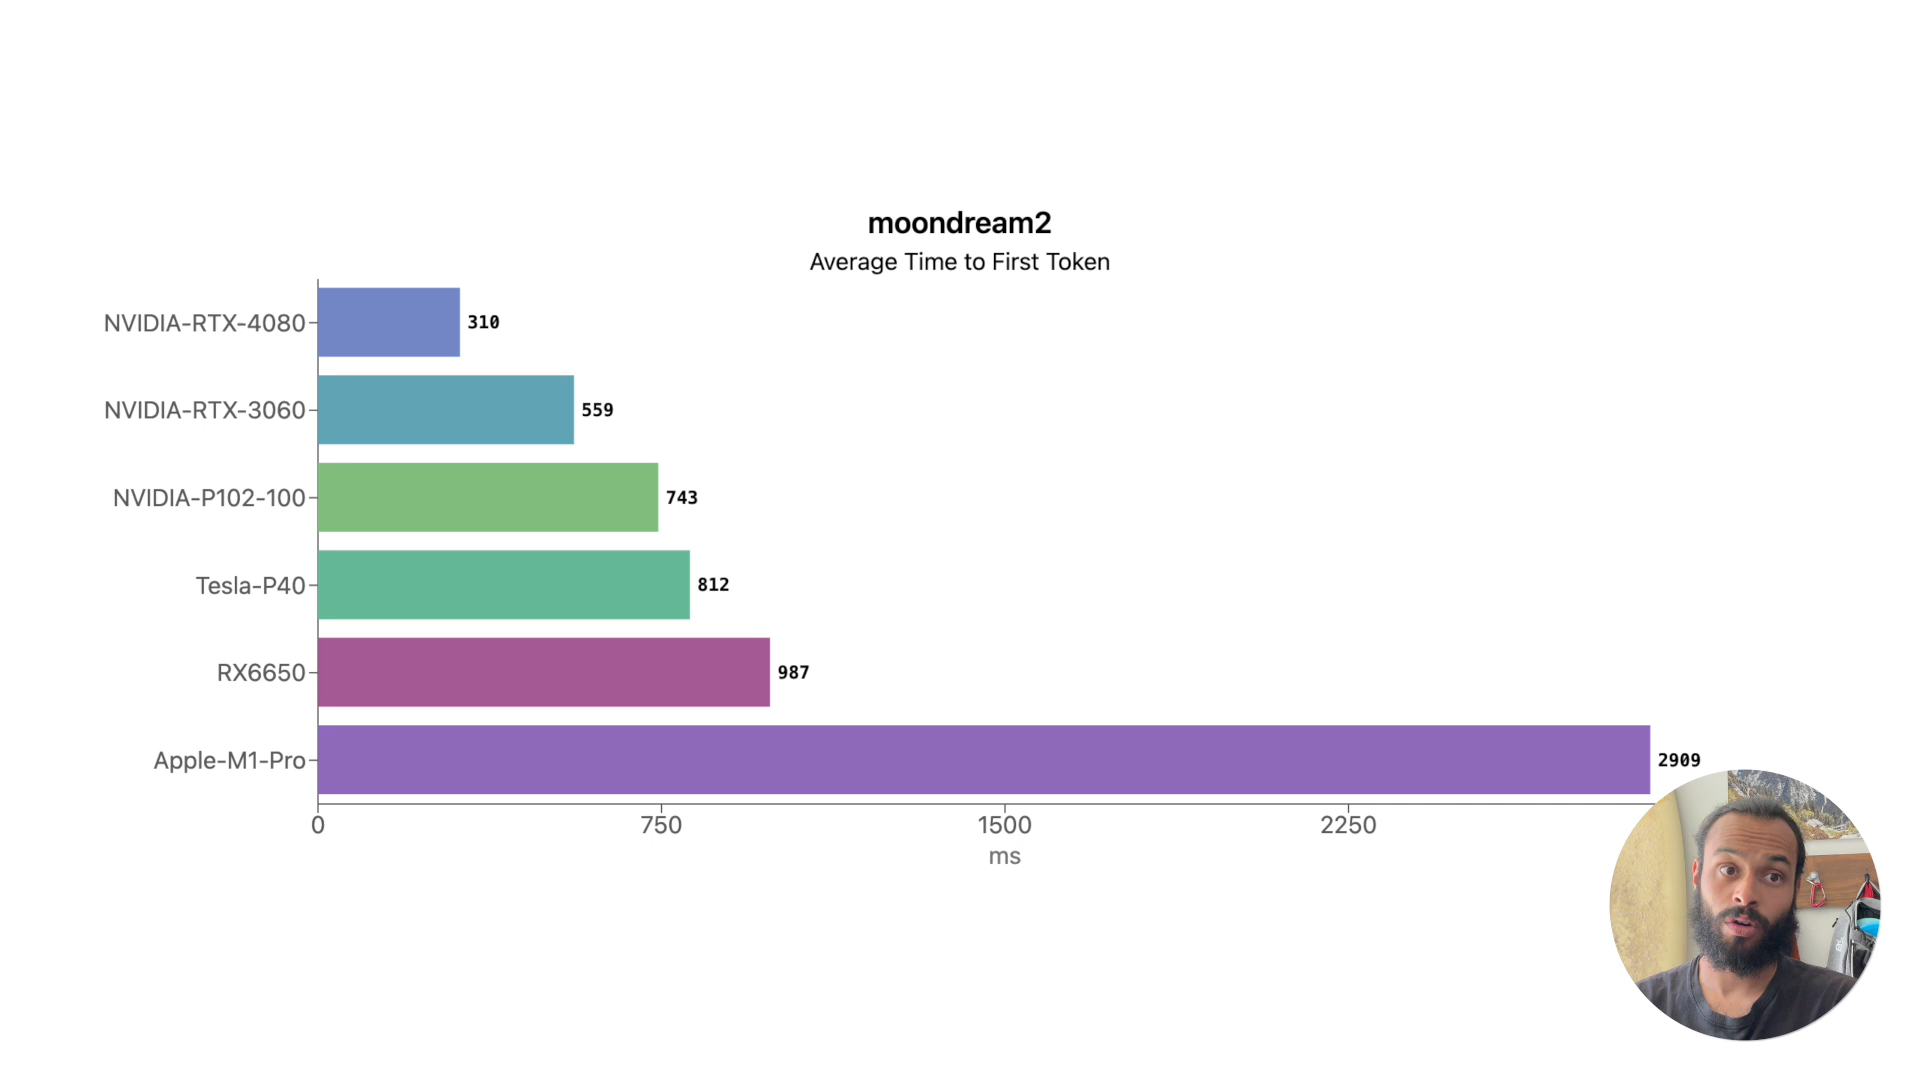 moondream2
Average Time to First Token
NVIDIA-RTX-4080 310
NVIDIA-RTX-3060 559
NVIDIA-P102-100 743
Tesla-P40 812
RX6650 987
Apple-M1-Pro 2909
0 750 1500 2250
ms